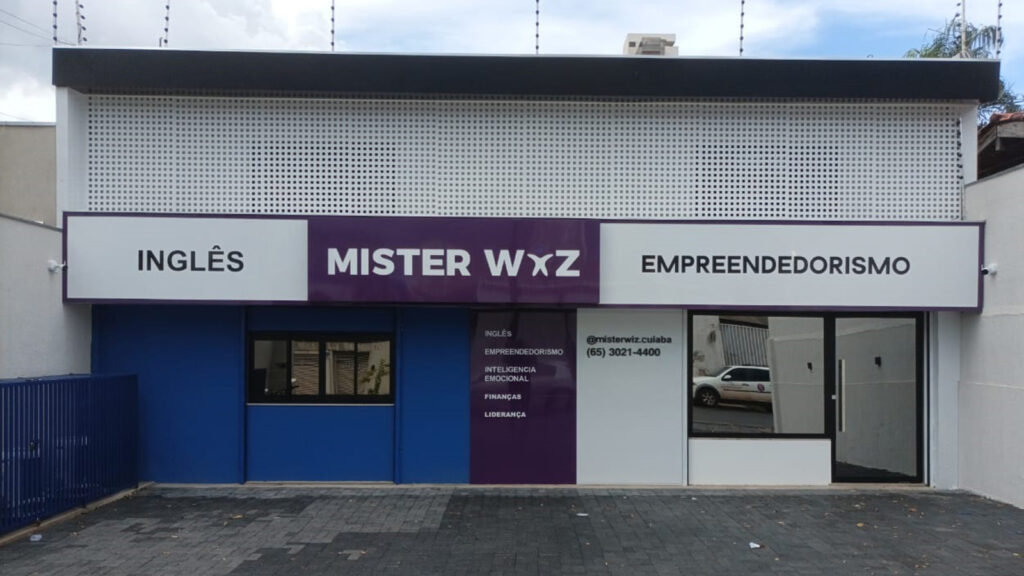 INGLÊS
MISTER WIZ
EMPREENDEDORISMO
INGLÊS
EMPREENDEDORISMO
INTELIGENCIA
EMOCIONAL
FINANÇAS
LIDERANÇA
@misterwiz.cuiaba
(65) 3021-4400